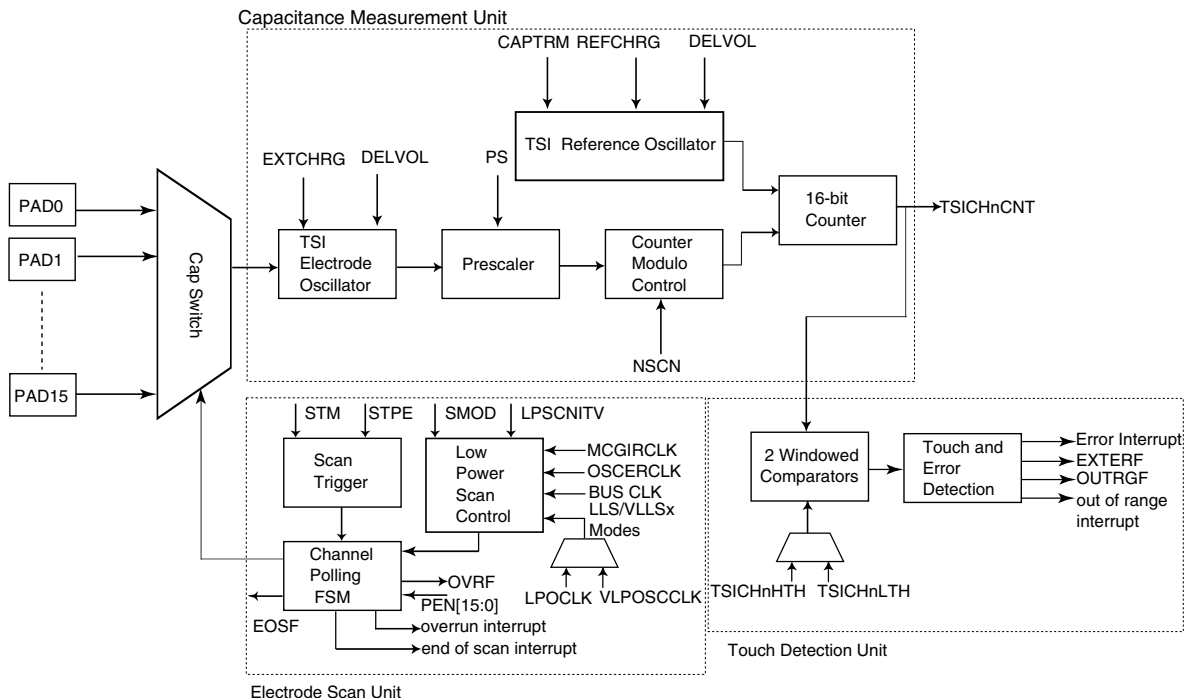 Capacitance Measurement Unit
CAPTRM REFCHRG DELVOL
TSI Reference Oscillator
EXTCHRG
DELVOL
PS
PAD0
PAD1
PAD15
Cap Switch
TSI
Electrode
Oscillator
Prescaler
Counter
Modulo
Control
NSCN
16-bit
Counter
TSICHnCNT
STM
STPE
SMOD
LPSCNITV
Scan
Trigger
Low
Power
Scan
Control
MCGIRCLK
OSCERCLK
BUS CLK
LLS/VLLSx
Modes
LPOCLK
VLPOSCCLK
Channel
Polling
FSM
EOSF
OVRF
PEN[15:0]
overrun interrupt
end of scan interrupt
Electrode Scan Unit
2 Windowed
Comparators
TSICHnHTH
TSICHnLTH
Touch and
Error
Detection
Error Interrupt
EXTERF
OUTRGF
out of range
interrupt
Touch Detection Unit